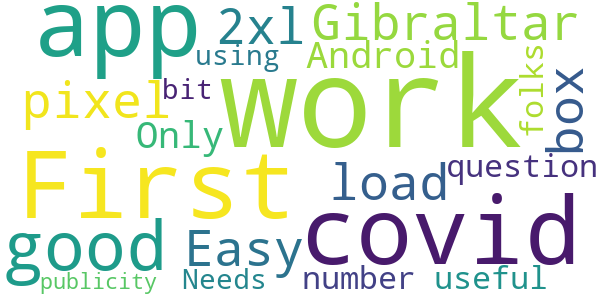 app
2xl
Gibraltar
using
Android
pixel
bit
work
folks
box
Only
First
load
question
good
Easy
covid
publicity
Needs
number
useful